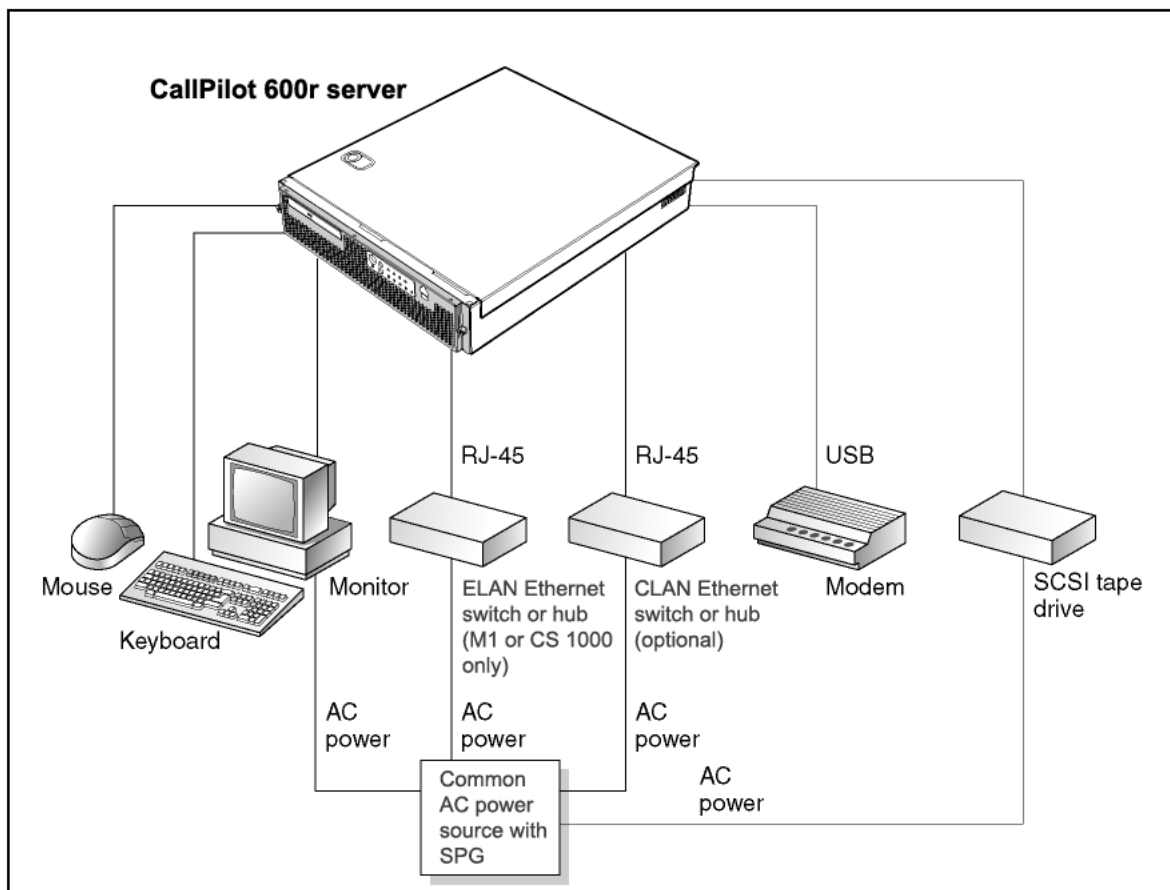 CallPilot 600r server
RJ-45
RJ-45
USB
Mouse
Keyboard
Monitor
ELAN Ethernet
switch or hub
(M1 or CS 1000
only)
CLAN Ethernet
switch or hub
(optional)
Modem
SCSI tape
drive
AC
power
AC
power
AC
power
AC
power
Common
AC power
source with
SPG